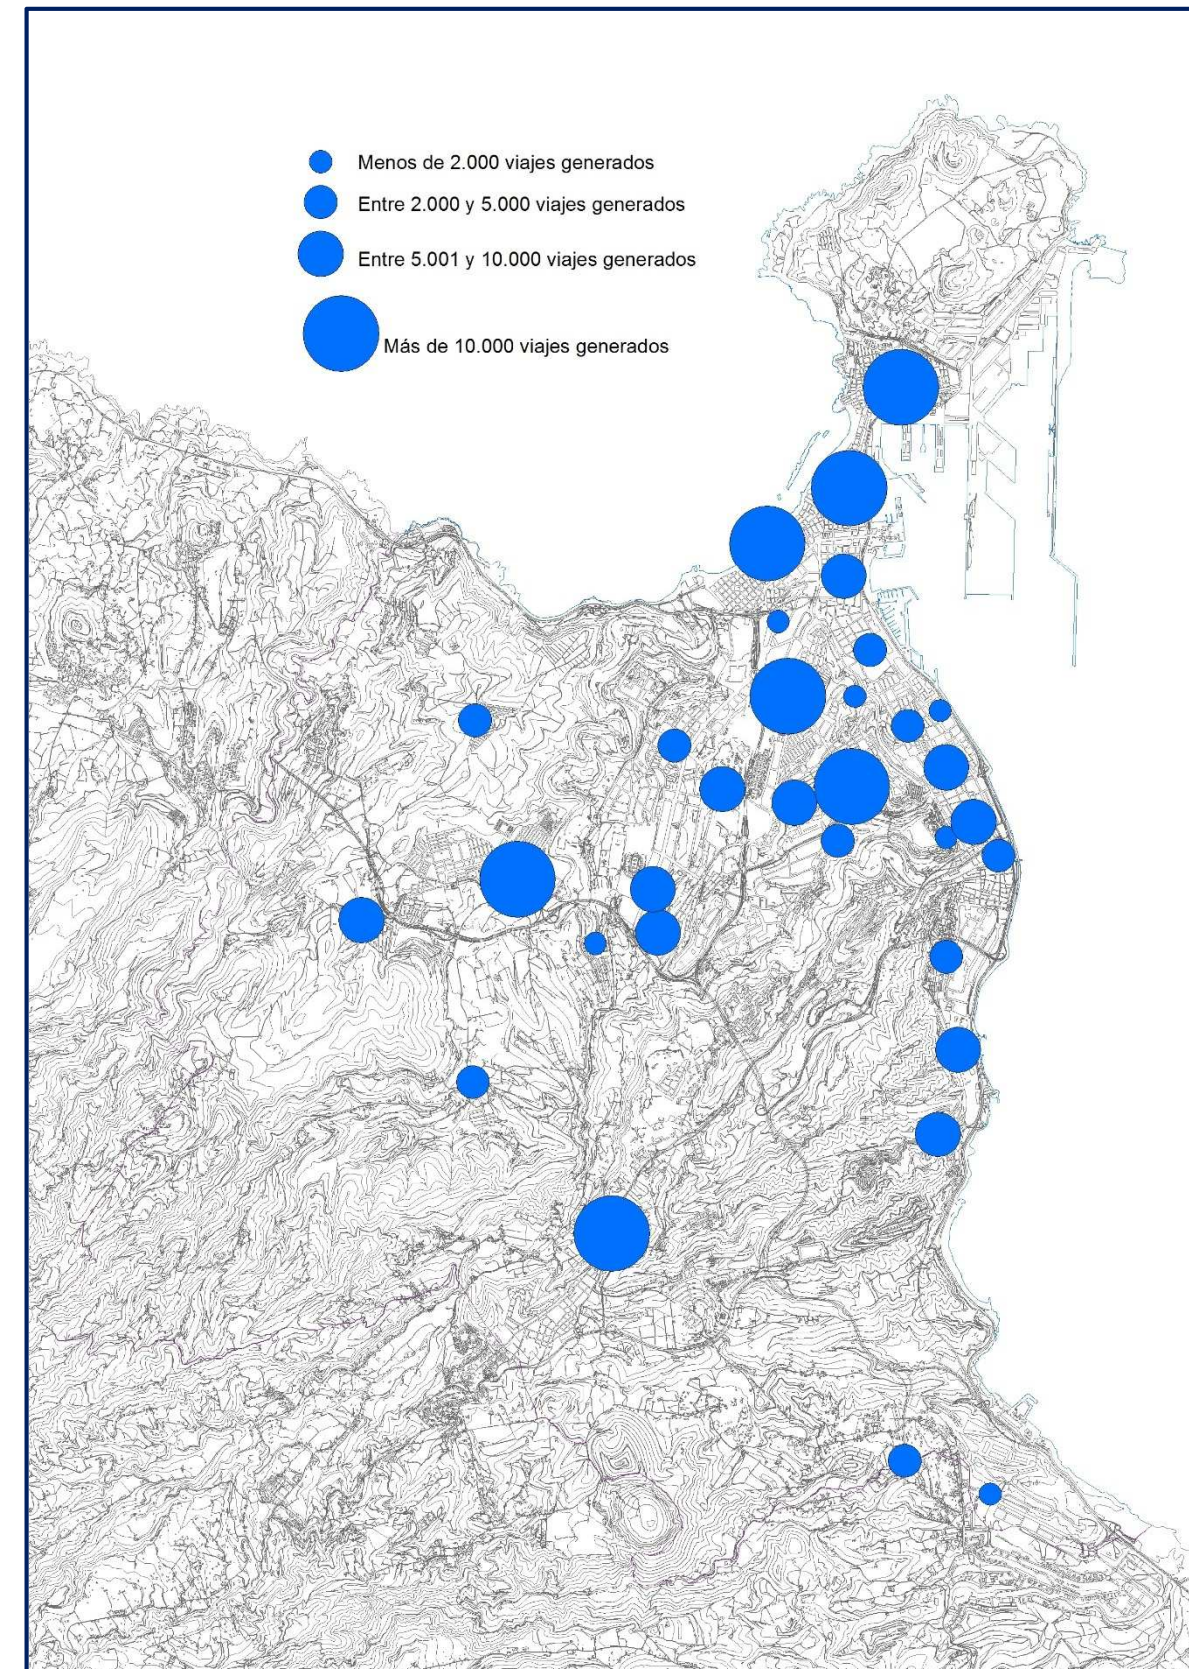 Menos de 2.000 viajes generados
Entre 2.000 y 5.000 viajes generados
Entre 5.001 y 10.000 viajes generados
Más de 10.000 viajes generados